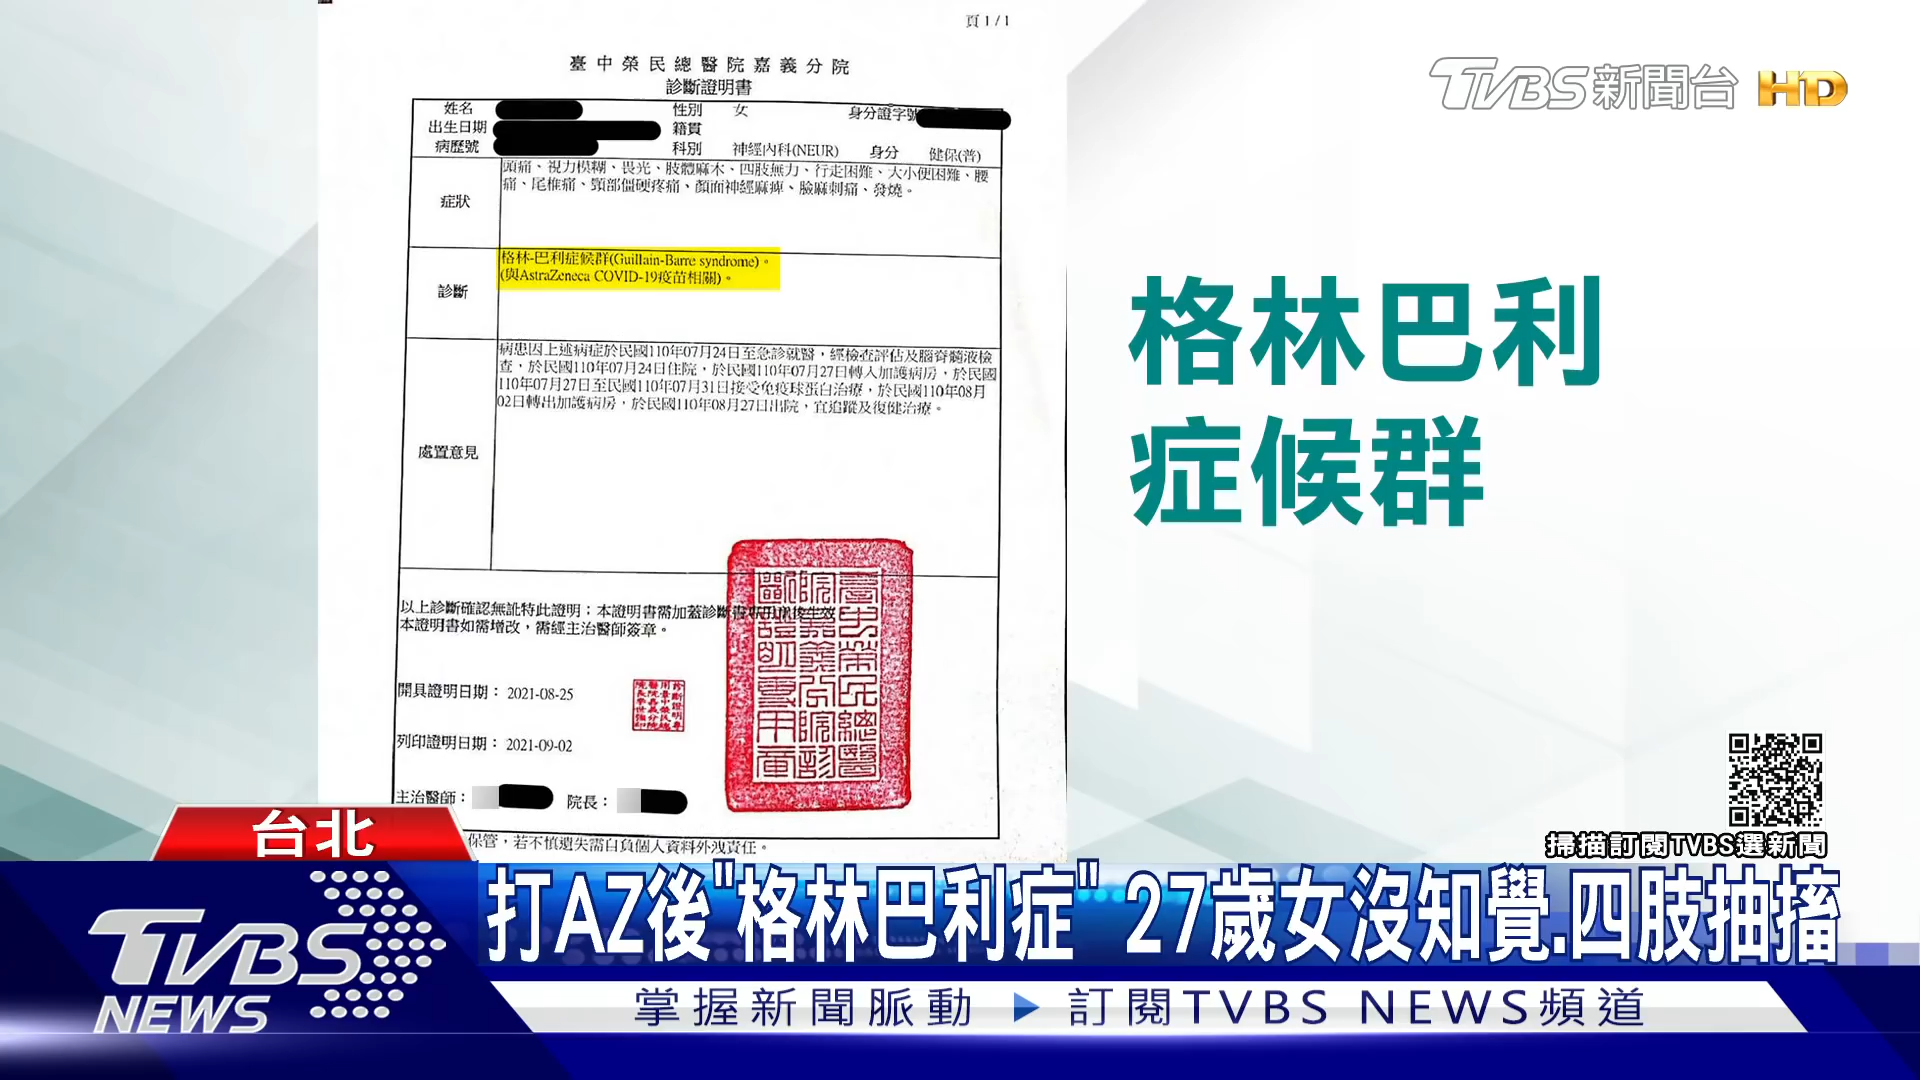 頁1/1
臺中榮民總醫院嘉義分院
診斷證明書
TVBS新聞台 HD
姓名 性別 女 身分證字號
出生日期 籍貫
病歷號 科別 神經內科(NEUR) 身分 健保(普)
症狀
頭痛、視力模糊、畏光、肢體麻木、四肢無力、行走困難、大小便困難、腰
痛、尾椎痛、頸部僵硬疼痛、顏面神經麻痺、臉麻刺痛、發燒。
診斷
格林-巴利症候群(Guillain-Barre syndrome)。
(與AstraZeneca COVID-19疫苗相關)。
處置意見
病患因上述病症於民國110年07月24日至急診就醫，經檢查評估及腦脊髓液檢
查，於民國110年07月24日住院，於民國110年07月27日轉入加護病房，於民國
110年07月27日至民國110年07月31日接受免疫球蛋白治療，於民國110年08月
02日轉出加護病房，於民國110年08月27日出院，宜追蹤及復健治療。
格林巴利
症候群
以上診斷確認無訛特此證明；本證明書需加蓋診斷書專用章後生效。
本證明書如需增改，需經主治醫師簽章。
開具證明日期： 2021-08-25
列印證明日期： 2021-09-02
主治醫師： 院長：
保管，若不慎遺失需自負個人資料外洩責任。
掃描訂閱TVBS選新聞
台北
打AZ後"格林巴利症" 27歲女沒知覺.四肢抽搐
TVBS
NEWS
掌握新聞脈動 ▶ 訂閱TVBS NEWS頻道